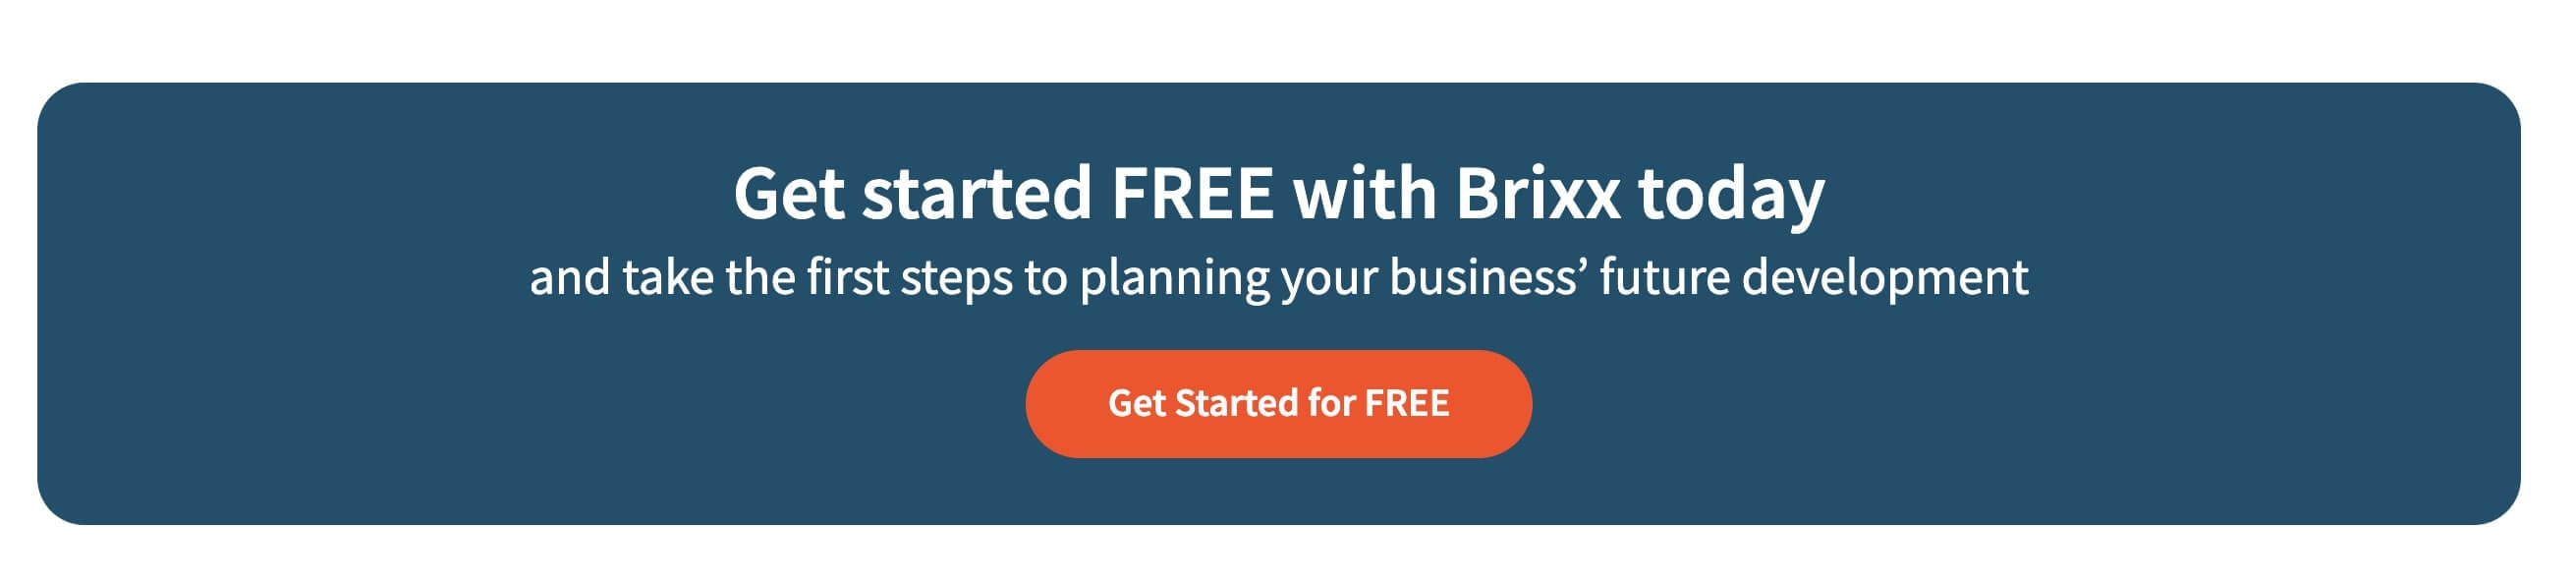 Get started FREE with Brixx today
and take the first steps to planning your business’ future development
Get Started for FREE